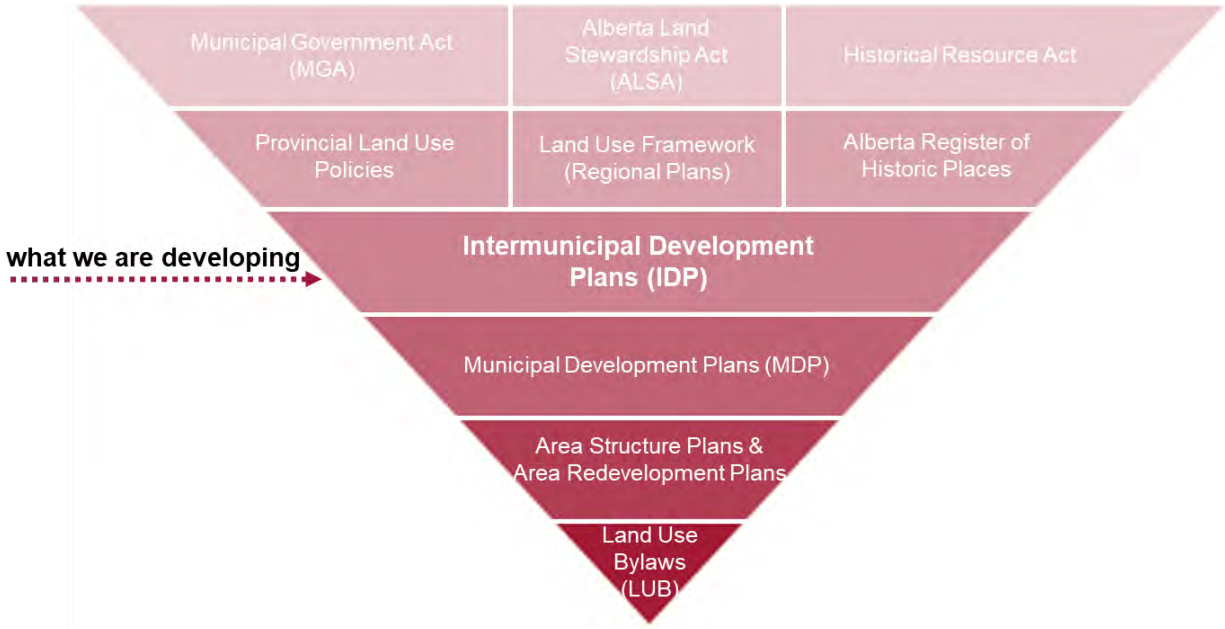 Municipal Government Act
(MGA)
Alberta Land
Stewardship Act
(ALSA)
Historical Resource Act
Provincial Land Use
Policies
Land Use Framework
(Regional Plans)
Alberta Register of
Historic Places
what we are developing
Intermunicipal Development
Plans (IDP)
Municipal Development Plans (MDP)
Area Structure Plans &
Area Redevelopment Plans
Land Use
Bylaws
(LUB)